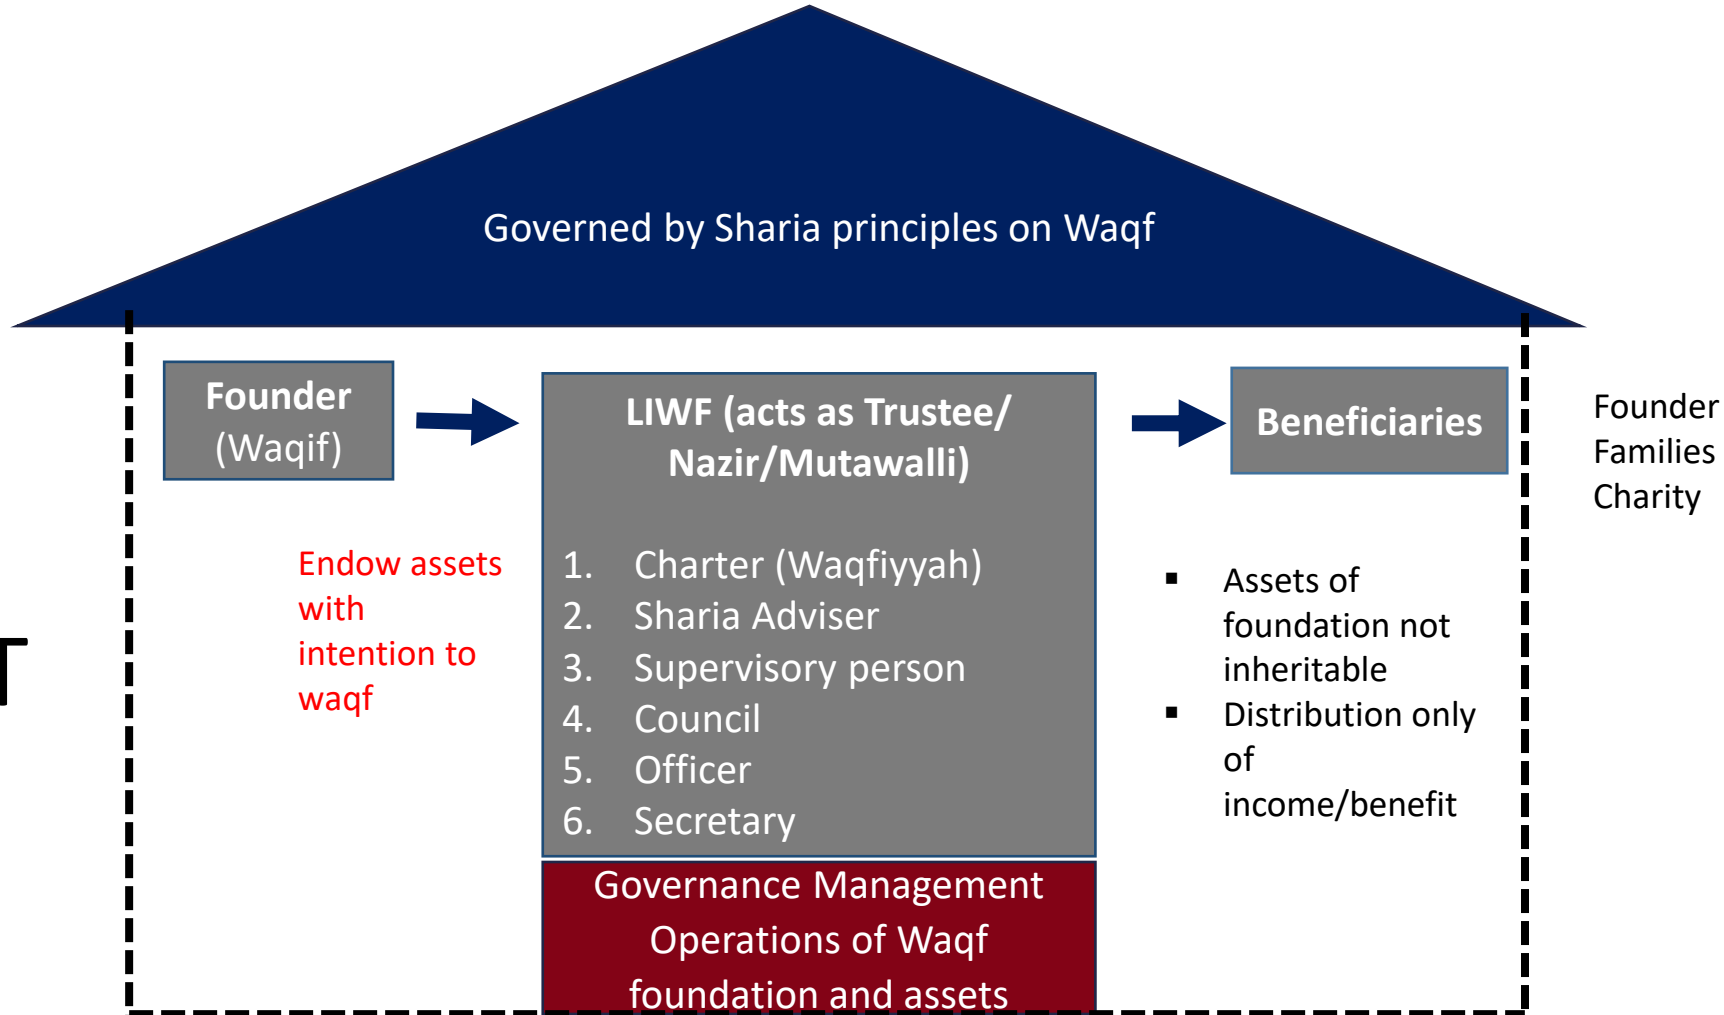 Governed by Sharia principles on Waqf
Founder
(Waqif)
Endow assets
with
intention to
waqf
LIWF (acts as Trustee/
Nazir/Mutawalli)
1. Charter (Waqfiyyah)
2. Sharia Adviser
3. Supervisory person
4. Council
5. Officer
6. Secretary
Governance Management
Operations of Waqf
foundation and assets
Beneficiaries
▪ Assets of
foundation not
inheritable
▪ Distribution only
of
income/benefit
Founder
Families
Charity
T